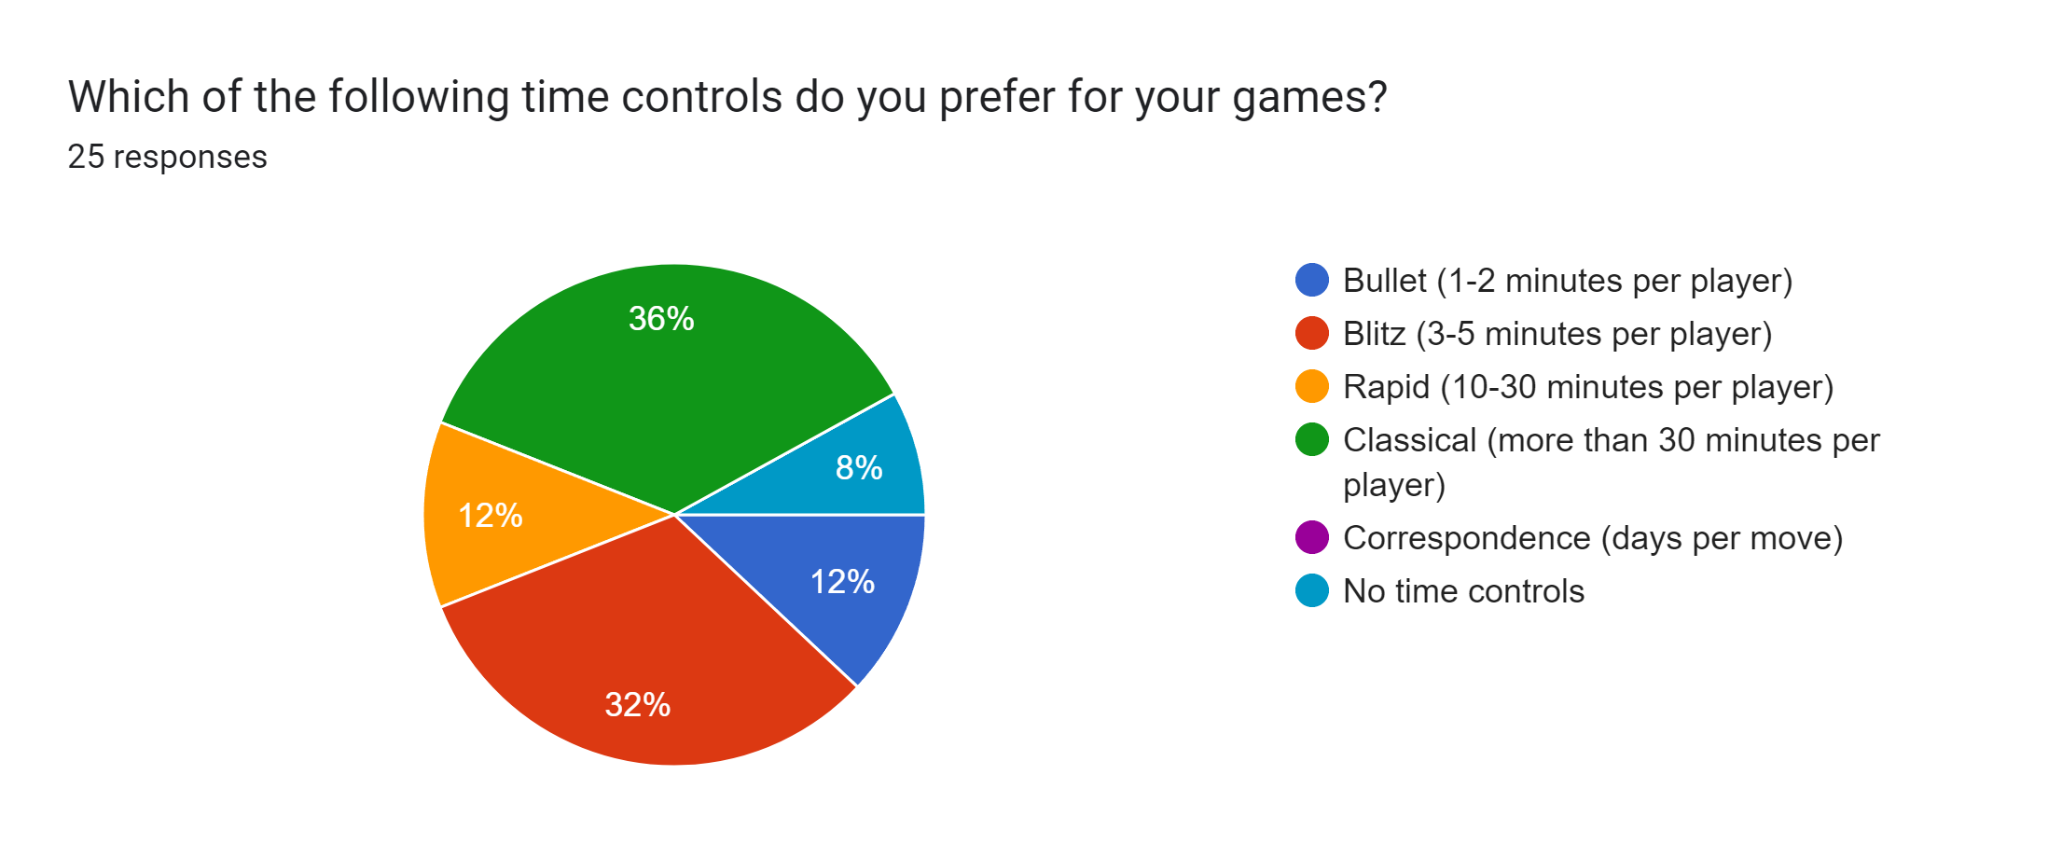 Which of the following time controls do you prefer for your games?
25 responses
36%
8%
12%
12%
32%
Bullet (1-2 minutes per player)
Blitz (3-5 minutes per player)
Rapid (10-30 minutes per player)
Classical (more than 30 minutes per
player)
Correspondence (days per move)
No time controls